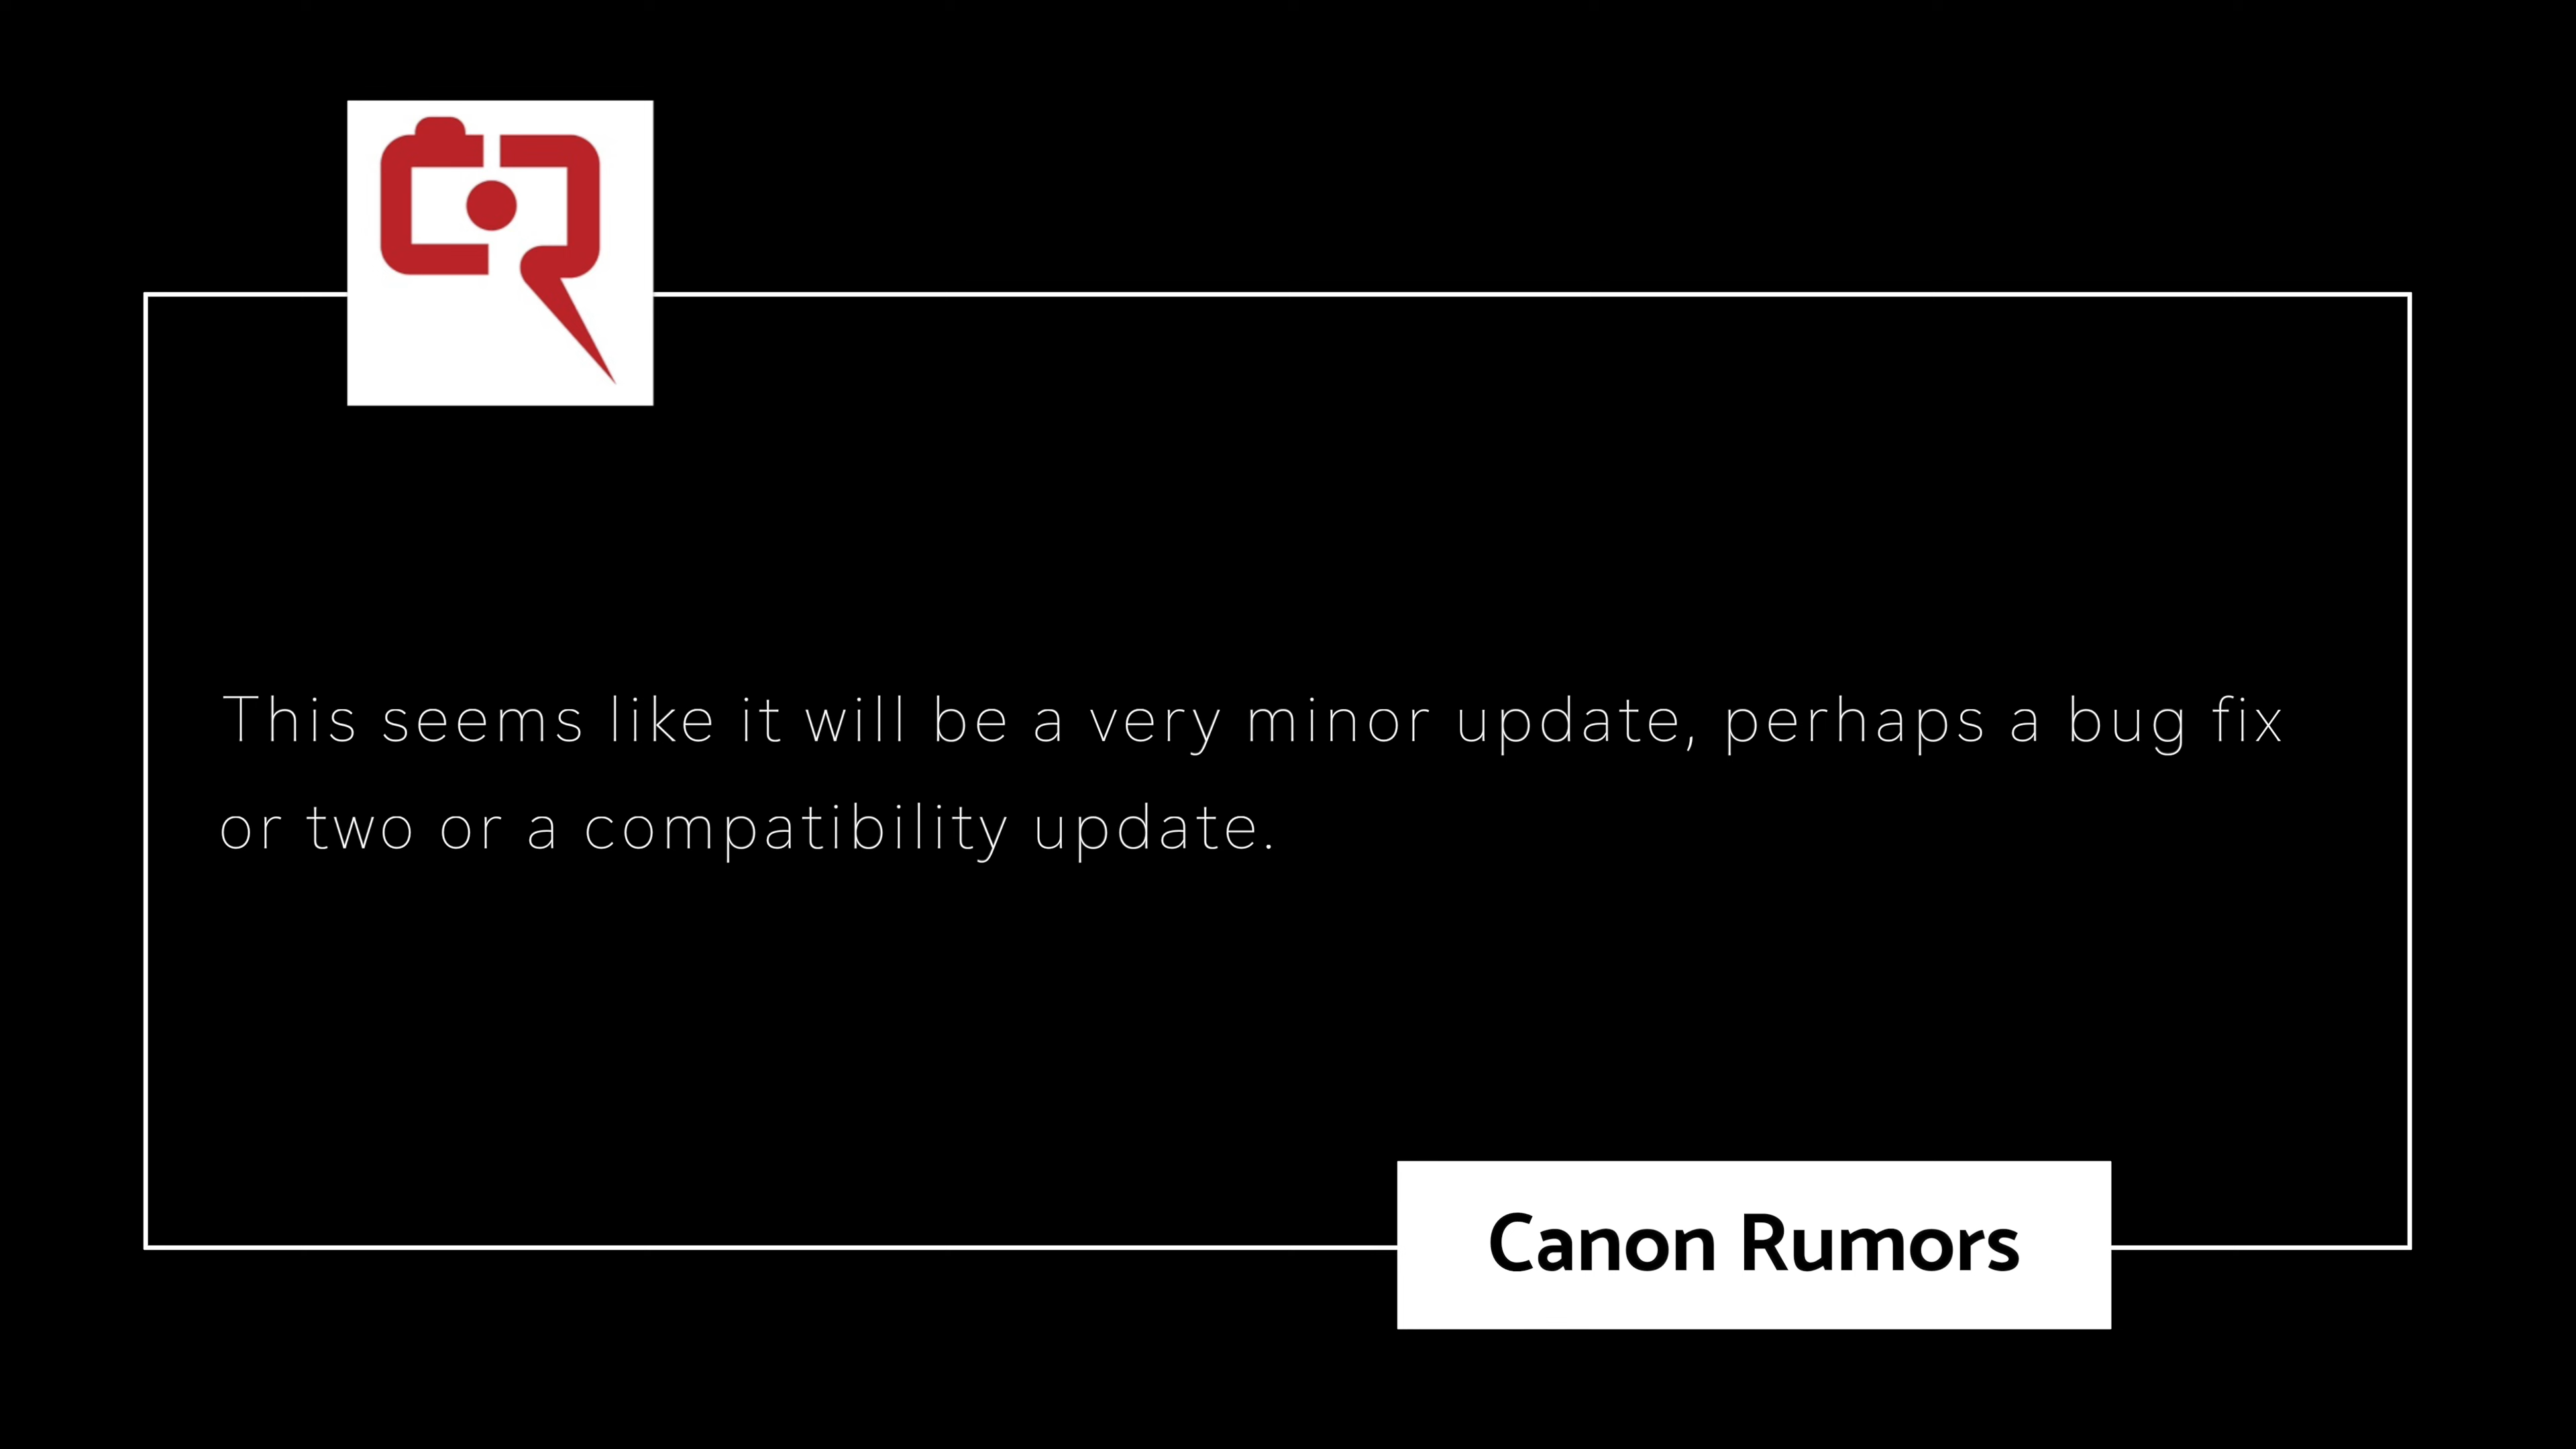 This seems like it will be a very minor update, perhaps a bug fix
or two or a compatibility update.
Canon Rumors